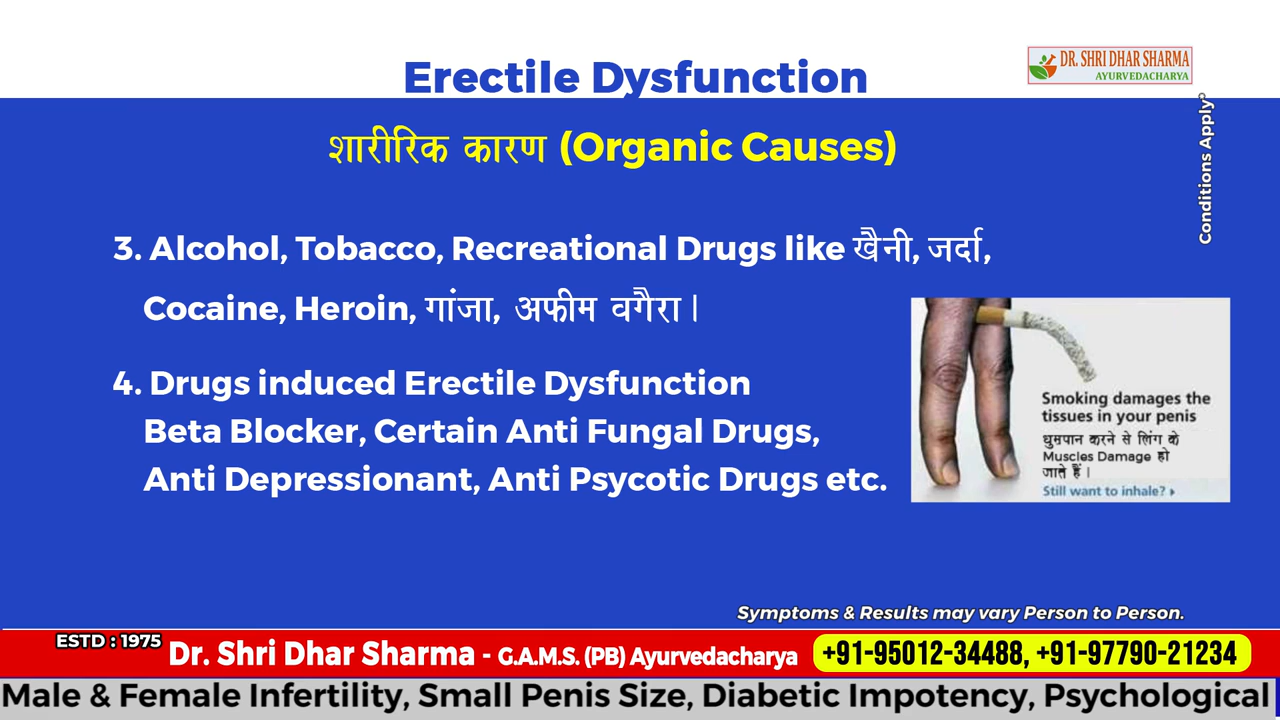 Erectile Dysfunction
DR. SHRI DHAR SHARMA
AYURVEDACHARYA
Conditions Apply°
शारीरिक कारण (Organic Causes)
3. Alcohol, Tobacco, Recreational Drugs like खैनी, जर्दा,
Cocaine, Heroin, गांजा, अफीम वगैरा।
4. Drugs induced Erectile Dysfunction
Beta Blocker, Certain Anti Fungal Drugs,
Anti Depressionant, Anti Psycotic Drugs etc.
Smoking damages the
tissues in your penis
धुम्रपान करने से लिंग के
Muscles Damage हो
जाते हैं।
Still want to inhale?
Symptoms & Results may vary Person to Person.
ESTD : 1975
Dr. Shri Dhar Sharma - G.A.M.S. (PB) Ayurvedacharya
+91-95012-34488, +91-97790-21234
Male & Female Infertility, Small Penis Size, Diabetic Impotency, Psychological